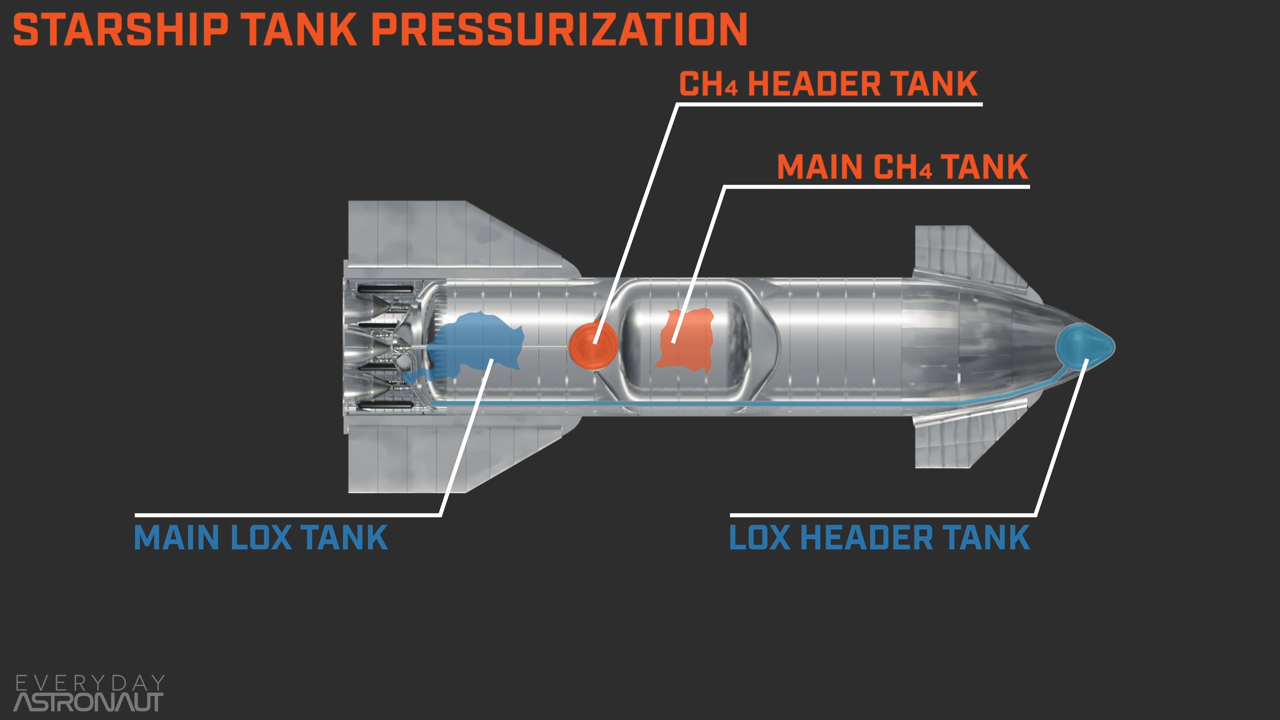 STARSHIP TANK PRESSURIZATION
CH₄ HEADER TANK
MAIN CH₄ TANK
MAIN LOX TANK
LOX HEADER TANK
EVERYDAY
ASTRONAUT